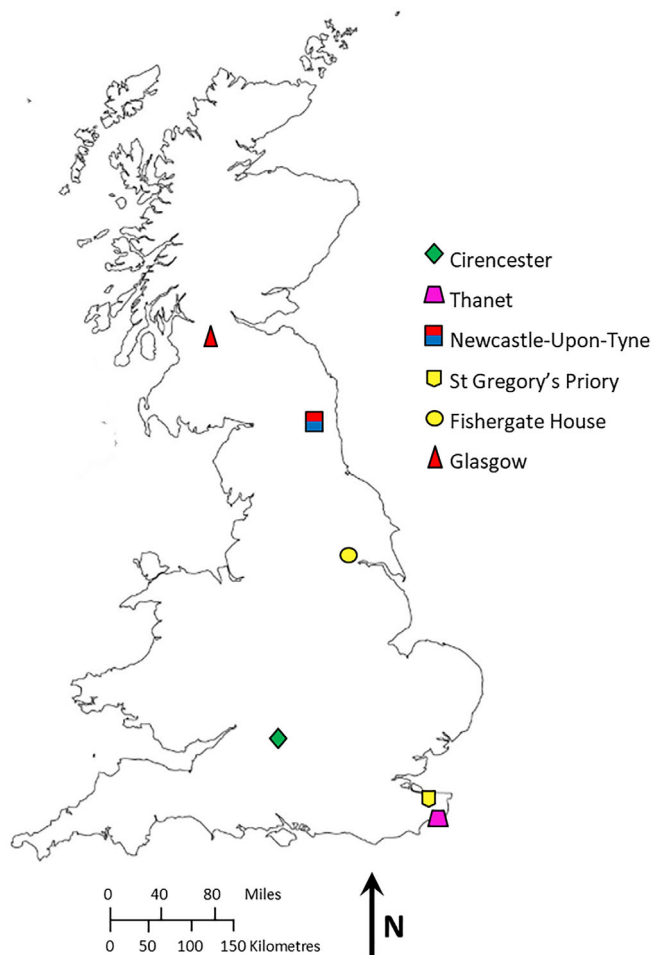 Cirencester
Thanet
Newcastle-Upon-Tyne
St Gregory's Priory
Fishergate House
Glasgow
0 40 80 Miles
0 50 100 150 Kilometres
N